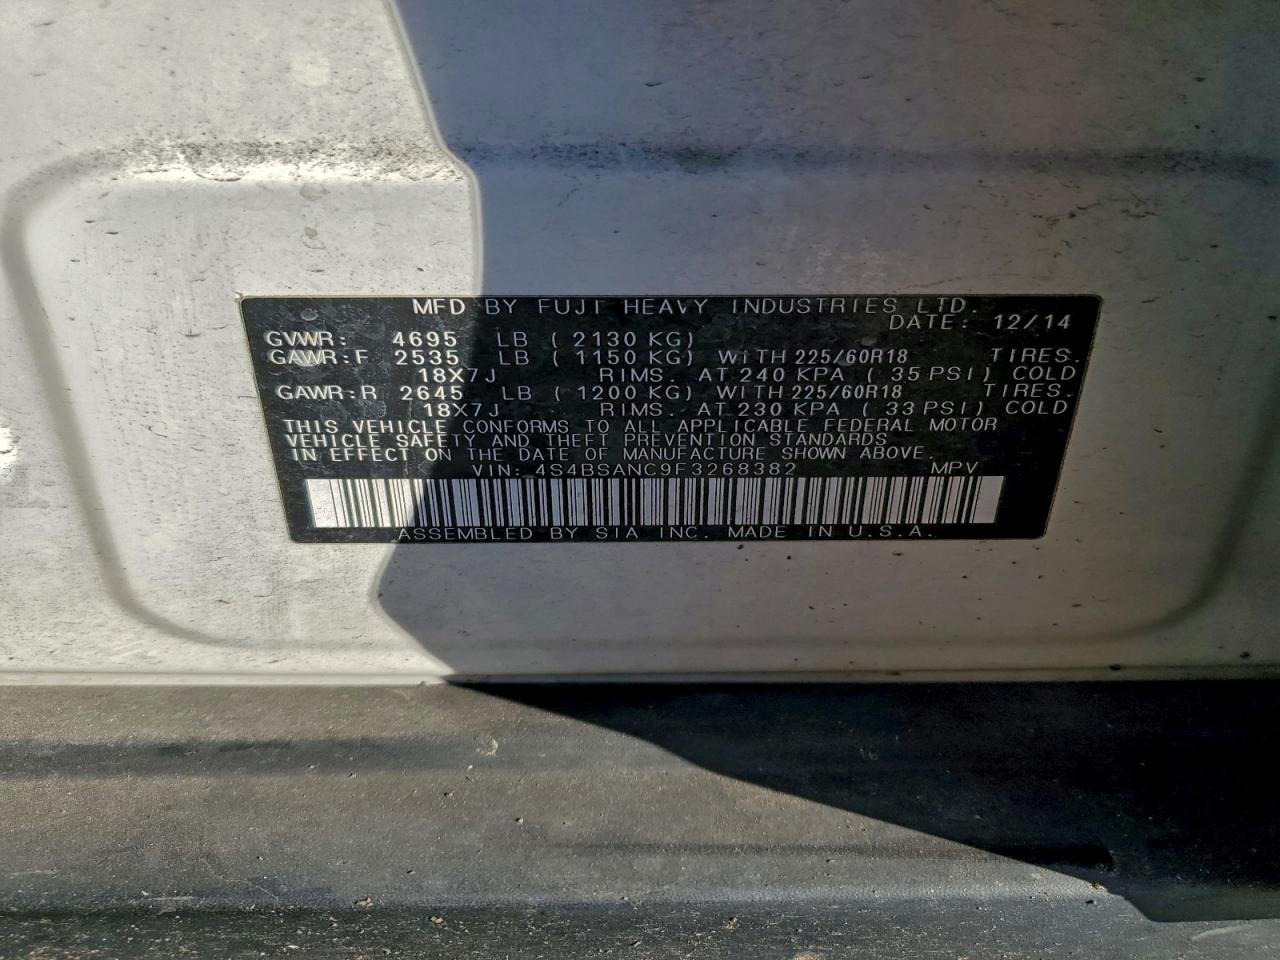 MFD BY FUJI HEAVY INDUSTRIES LTD.
DATE: 12/14
GVWR: 4695 LB (2130 KG)
GAWR:F 2535 LB (1150 KG) WITH 225/60R18 TIRES.
18X7J RIMS. AT 240 KPA (35 PSI) COLD
GAWR:R 2645 LB (1200 KG) WITH 225/60R18 TIRES.
18X7J RIMS. AT 230 KPA (33 PSI) COLD
THIS VEHICLE CONFORMS TO ALL APPLICABLE FEDERAL MOTOR
VEHICLE SAFETY AND THEFT PREVENTION STANDARDS
IN EFFECT ON THE DATE OF MANUFACTURE SHOWN ABOVE.
VIN: 4S4BSANC9F3268382 MPV
ASSEMBLED BY SIA INC. MADE IN U.S.A.